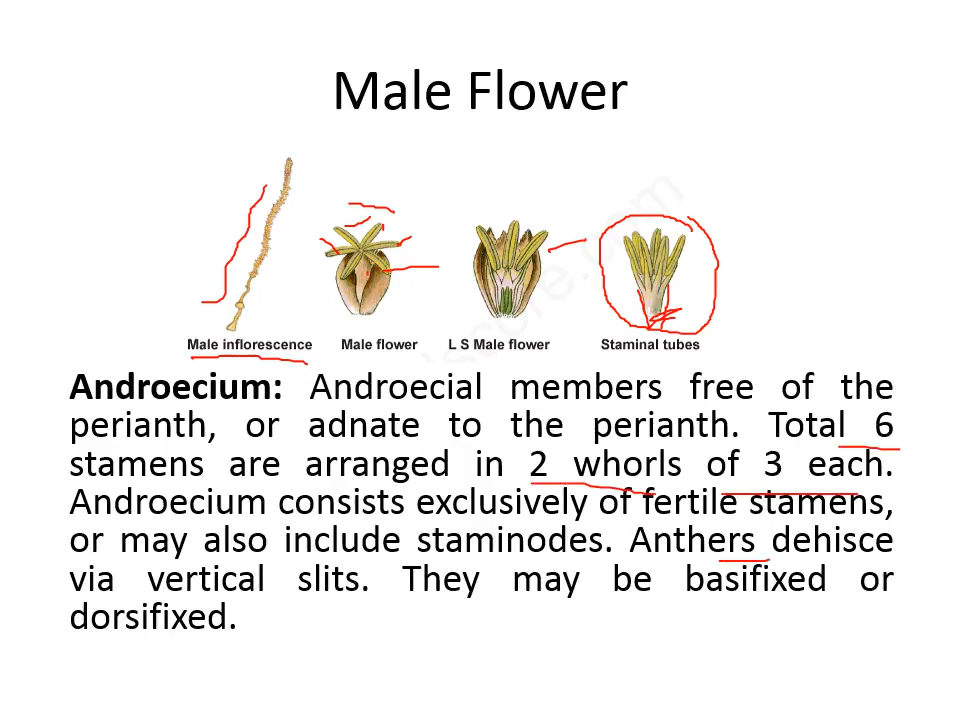 Male Flower
Male inflorescence Male flower L S Male flower Staminal tubes
Androecium: Androecial members free of the
perianth, or adnate to the perianth. Total 6
stamens are arranged in 2 whorls of 3 each.
Androecium consists exclusively of fertile stamens,
or may also include staminodes. Anthers dehisce
via vertical slits. They may be basifixed or
dorsifixed.